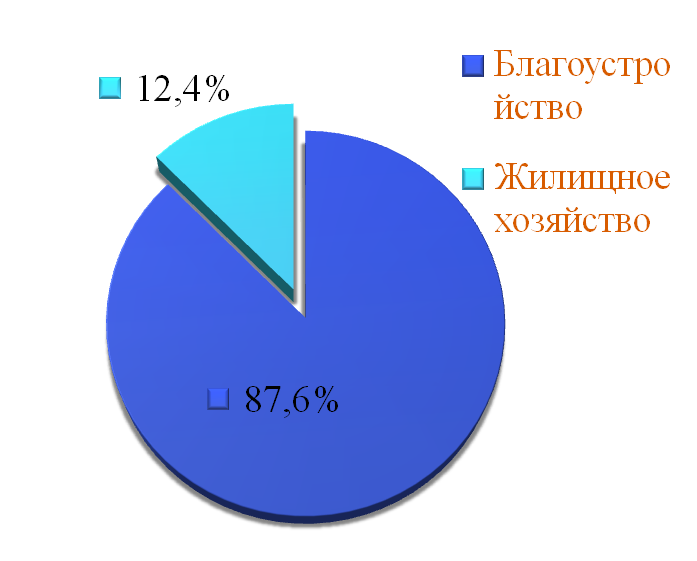 12,4%
87,6%
Благоустро
йство
Жилищное
хозяйство